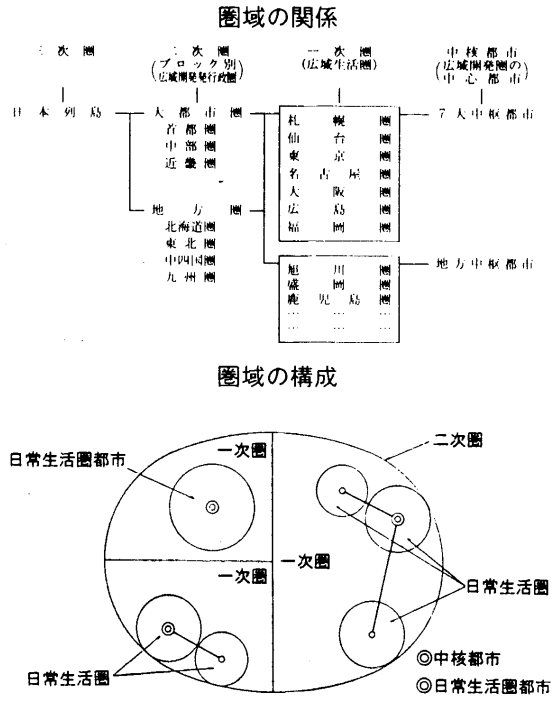 圏域の関係
三次圏
二次圏
ブロック別
(広域開発発行政圏)
一次圏
(広域生活圏)
中核都市
(広域開発圏の
中心都市)
日本列島
大都市圏
首都圏
中部圏
近畿圏
地方圏
北海道圏
東北圏
中四国圏
九州圏
札幌圏
仙台圏
東京圏
名古屋圏
大阪圏
広島圏
福岡圏
7大中枢都市
旭川圏
盛岡圏
鹿児島圏
… …
… …
地方中枢都市
圏域の構成
二次圏
一次圏
日常生活圏都市
一次圏
一次圏
日常生活圏
日常生活圏
◎中核都市
◎日常生活圏都市